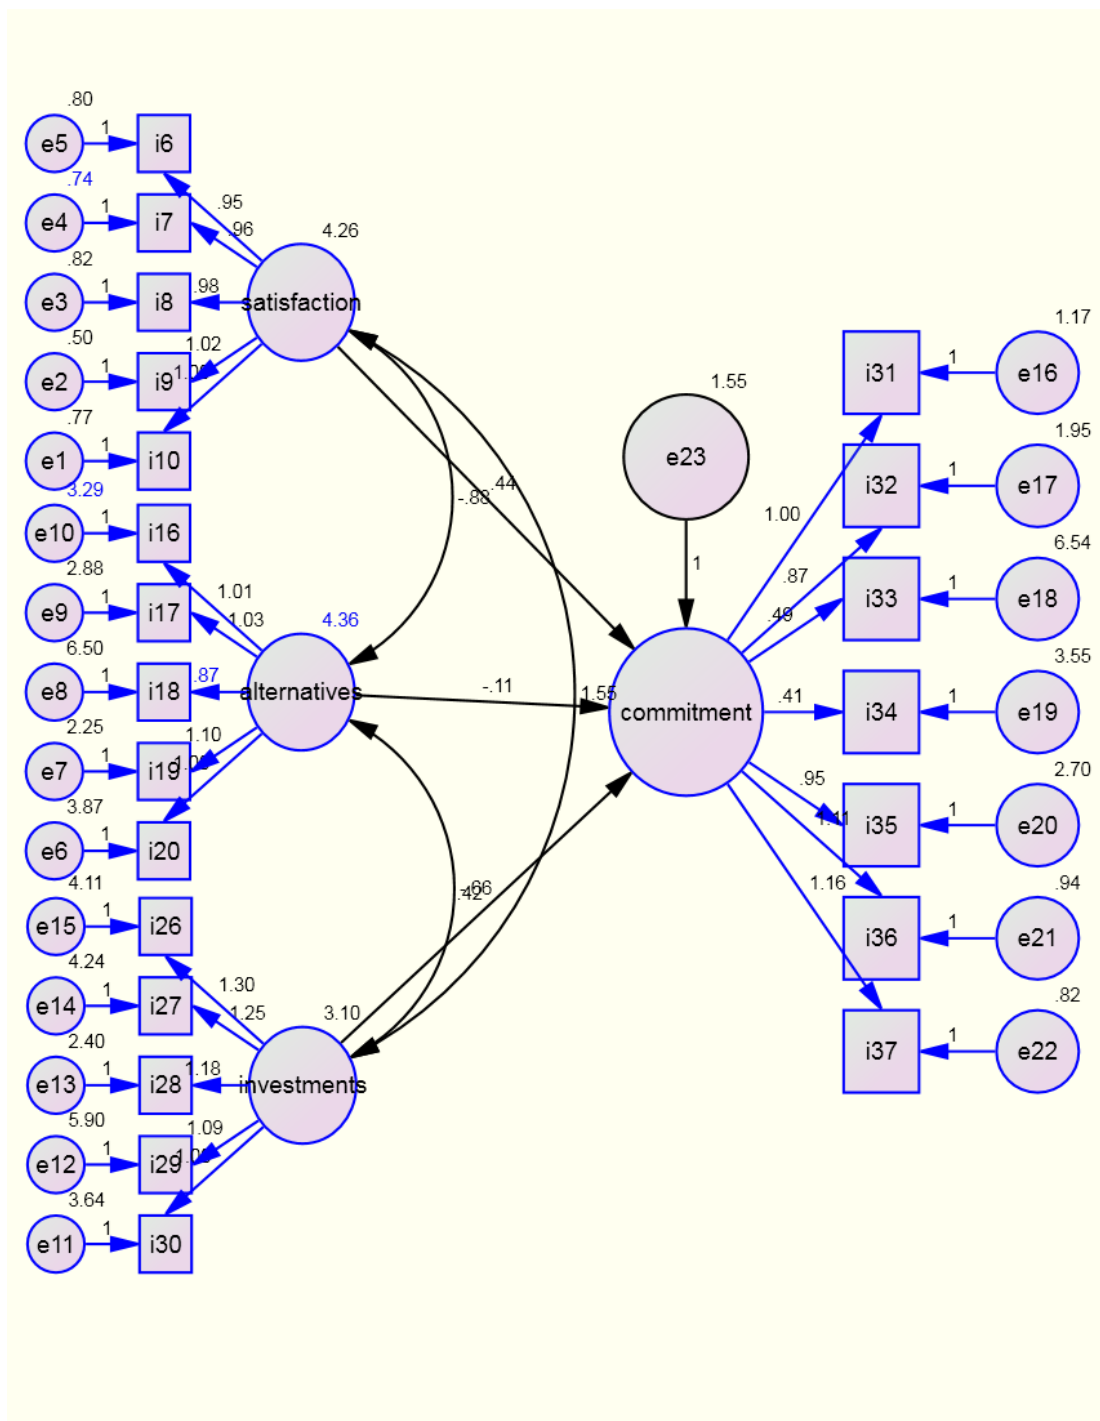 .80
e5 1 i6
.74
e4 1 i7
.82
e3 1 i8
.50
e2 1 i9
.77
e1 1 i10
3.29
e10 1 i16
2.88
e9 1 i17
6.50
e8 1 i18
2.25
e7 1 i19
3.87
e6 1 i20
4.11
e15 1 i26
4.24
e14 1 i27
2.40
e13 1 i28
5.90
e12 1 i29
3.64
e11 1 i30
.95
.96
.98
1.02
4.26
satisfaction
1.01
1.03
.87
1.10
4.36
alternatives
1.30
1.25
1.18
1.09
3.10
investments
-.88
.44
-.11
1.55
.42
1.55
e23
1
commitment
1.00
.87
.49
.41
.95
1.11
1.16
1.17
i31 1 e16
1.95
i32 1 e17
6.54
i33 1 e18
3.55
i34 1 e19
2.70
i35 1 e20
.94
i36 1 e21
.82
i37 1 e22